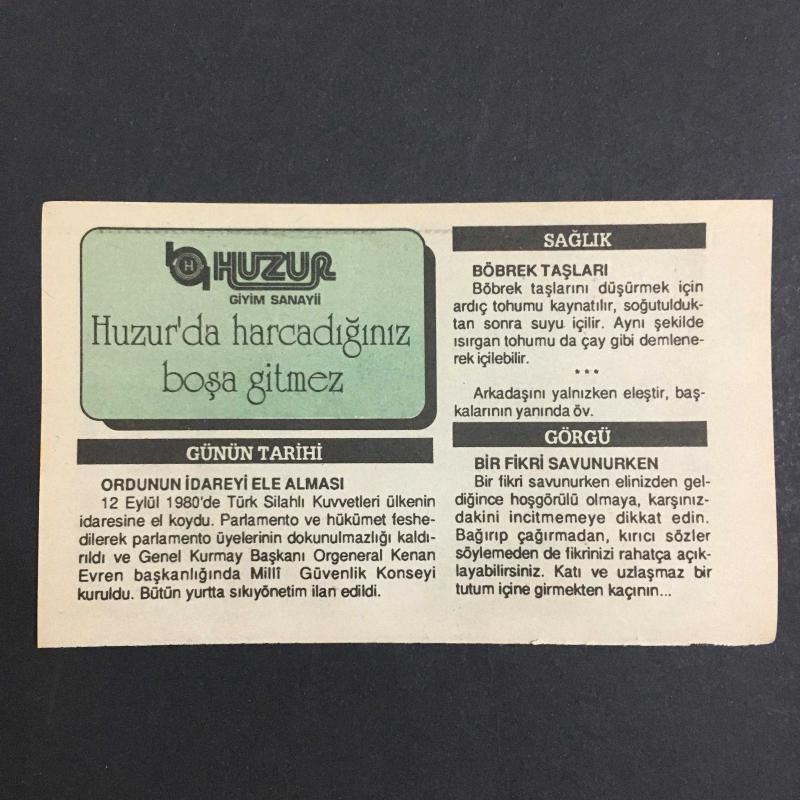 H HUZUR
GİYİM SANAYİİ
Huzur'da harcadığınız
boşa gitmez
GÜNÜN TARİHİ
ORDUNUN İDAREYİ ELE ALMASI
12 Eylül 1980'de Türk Silahlı Kuvvetleri ülkenin
idaresine el koydu. Parlamento ve hükümet feshe-
dilerek parlamento üyelerinin dokunulmazlığı kaldı-
rıldı ve Genel Kurmay Başkanı Orgeneral Kenan
Evren başkanlığında Millî Güvenlik Konseyi
kuruldu. Bütün yurtta sıkıyönetim ilan edildi.
SAĞLIK
BÖBREK TAŞLARI
Böbrek taşlarını düşürmek için
ardıç tohumu kaynatılır, soğutulduk-
tan sonra suyu içilir. Aynı şekilde
ısırgan tohumu da çay gibi demlene-
rek içilebilir.
***
Arkadaşını yalnızken eleştir, baş-
kalarının yanında öv.
GÖRGÜ
BİR FİKRİ SAVUNURKEN
Bir fikri savunurken elinizden gel-
diğince hoşgörülü olmaya, karşınız-
dakini incitmemeye dikkat edin.
Bağırıp çağırmadan, kırıcı sözler
söylemeden de fikrinizi rahatça açık-
layabilirsiniz. Katı ve uzlaşmaz bir
tutum içine girmekten kaçının...